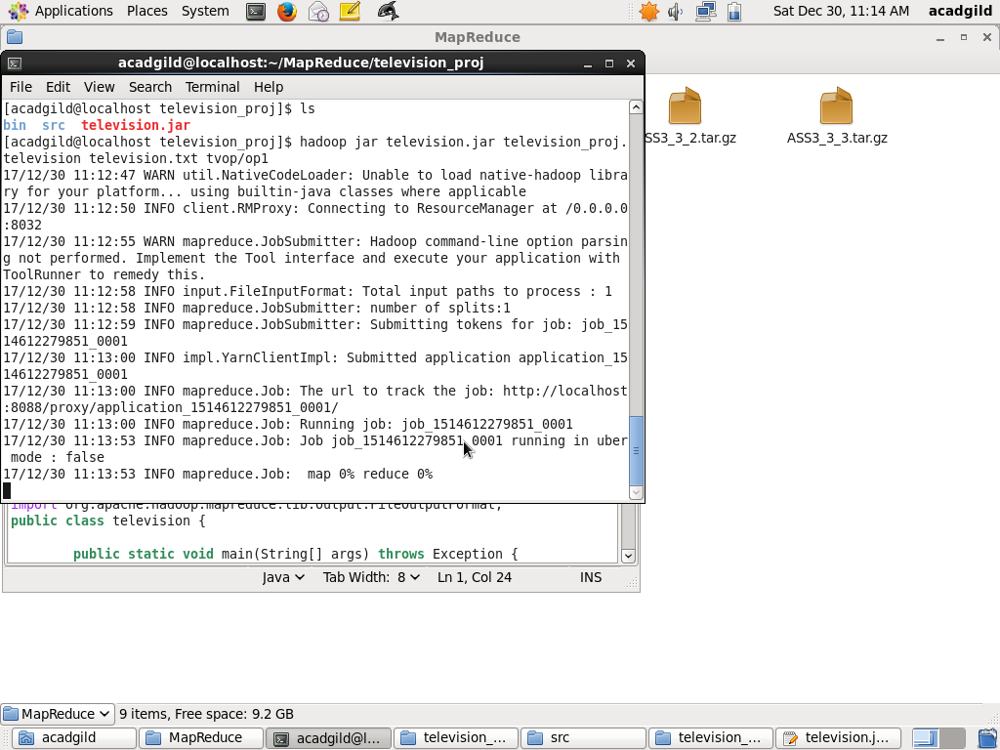 Applications Places System
Sat Dec 30, 11:14 AM acadgild
MapReduce
acadgild@localhost:~/MapReduce/television_proj
File Edit View Search Terminal Help
[acadgild@localhost television_proj]$ ls
bin src television.jar
[acadgild@localhost television_proj]$ hadoop jar television.jar television_proj.
television television.txt tvop/op1
17/12/30 11:12:47 WARN util.NativeCodeLoader: Unable to load native-hadoop libra
ry for your platform... using builtin-java classes where applicable
17/12/30 11:12:50 INFO client.RMProxy: Connecting to ResourceManager at /0.0.0.0
:8032
17/12/30 11:12:55 WARN mapreduce.JobSubmitter: Hadoop command-line option parsin
g not performed. Implement the Tool interface and execute your application with
ToolRunner to remedy this.
17/12/30 11:12:58 INFO input.FileInputFormat: Total input paths to process : 1
17/12/30 11:12:58 INFO mapreduce.JobSubmitter: number of splits:1
17/12/30 11:12:59 INFO mapreduce.JobSubmitter: Submitting tokens for job: job_15
14612279851_0001
17/12/30 11:13:00 INFO impl.YarnClientImpl: Submitted application application_15
14612279851_0001
17/12/30 11:13:00 INFO mapreduce.Job: The url to track the job: http://localhost
:8088/proxy/application_1514612279851_0001/
17/12/30 11:13:00 INFO mapreduce.Job: Running job: job_1514612279851_0001
17/12/30 11:13:53 INFO mapreduce.Job: Job job_1514612279851_0001 running in uber
mode : false
17/12/30 11:13:53 INFO mapreduce.Job:  map 0% reduce 0%
SS3_3_2.tar.gz
ASS3_3_3.tar.gz
import org.apache.hadoop.mapreduce.lib.output.FileOutputFormat;
public class television {
public static void main(String[] args) throws Exception {
Java Tab Width: 8 Ln 1, Col 24 INS
MapReduce 9 items, Free space: 9.2 GB
acadgild MapReduce acadgild@l... television_... src television_... television.j...